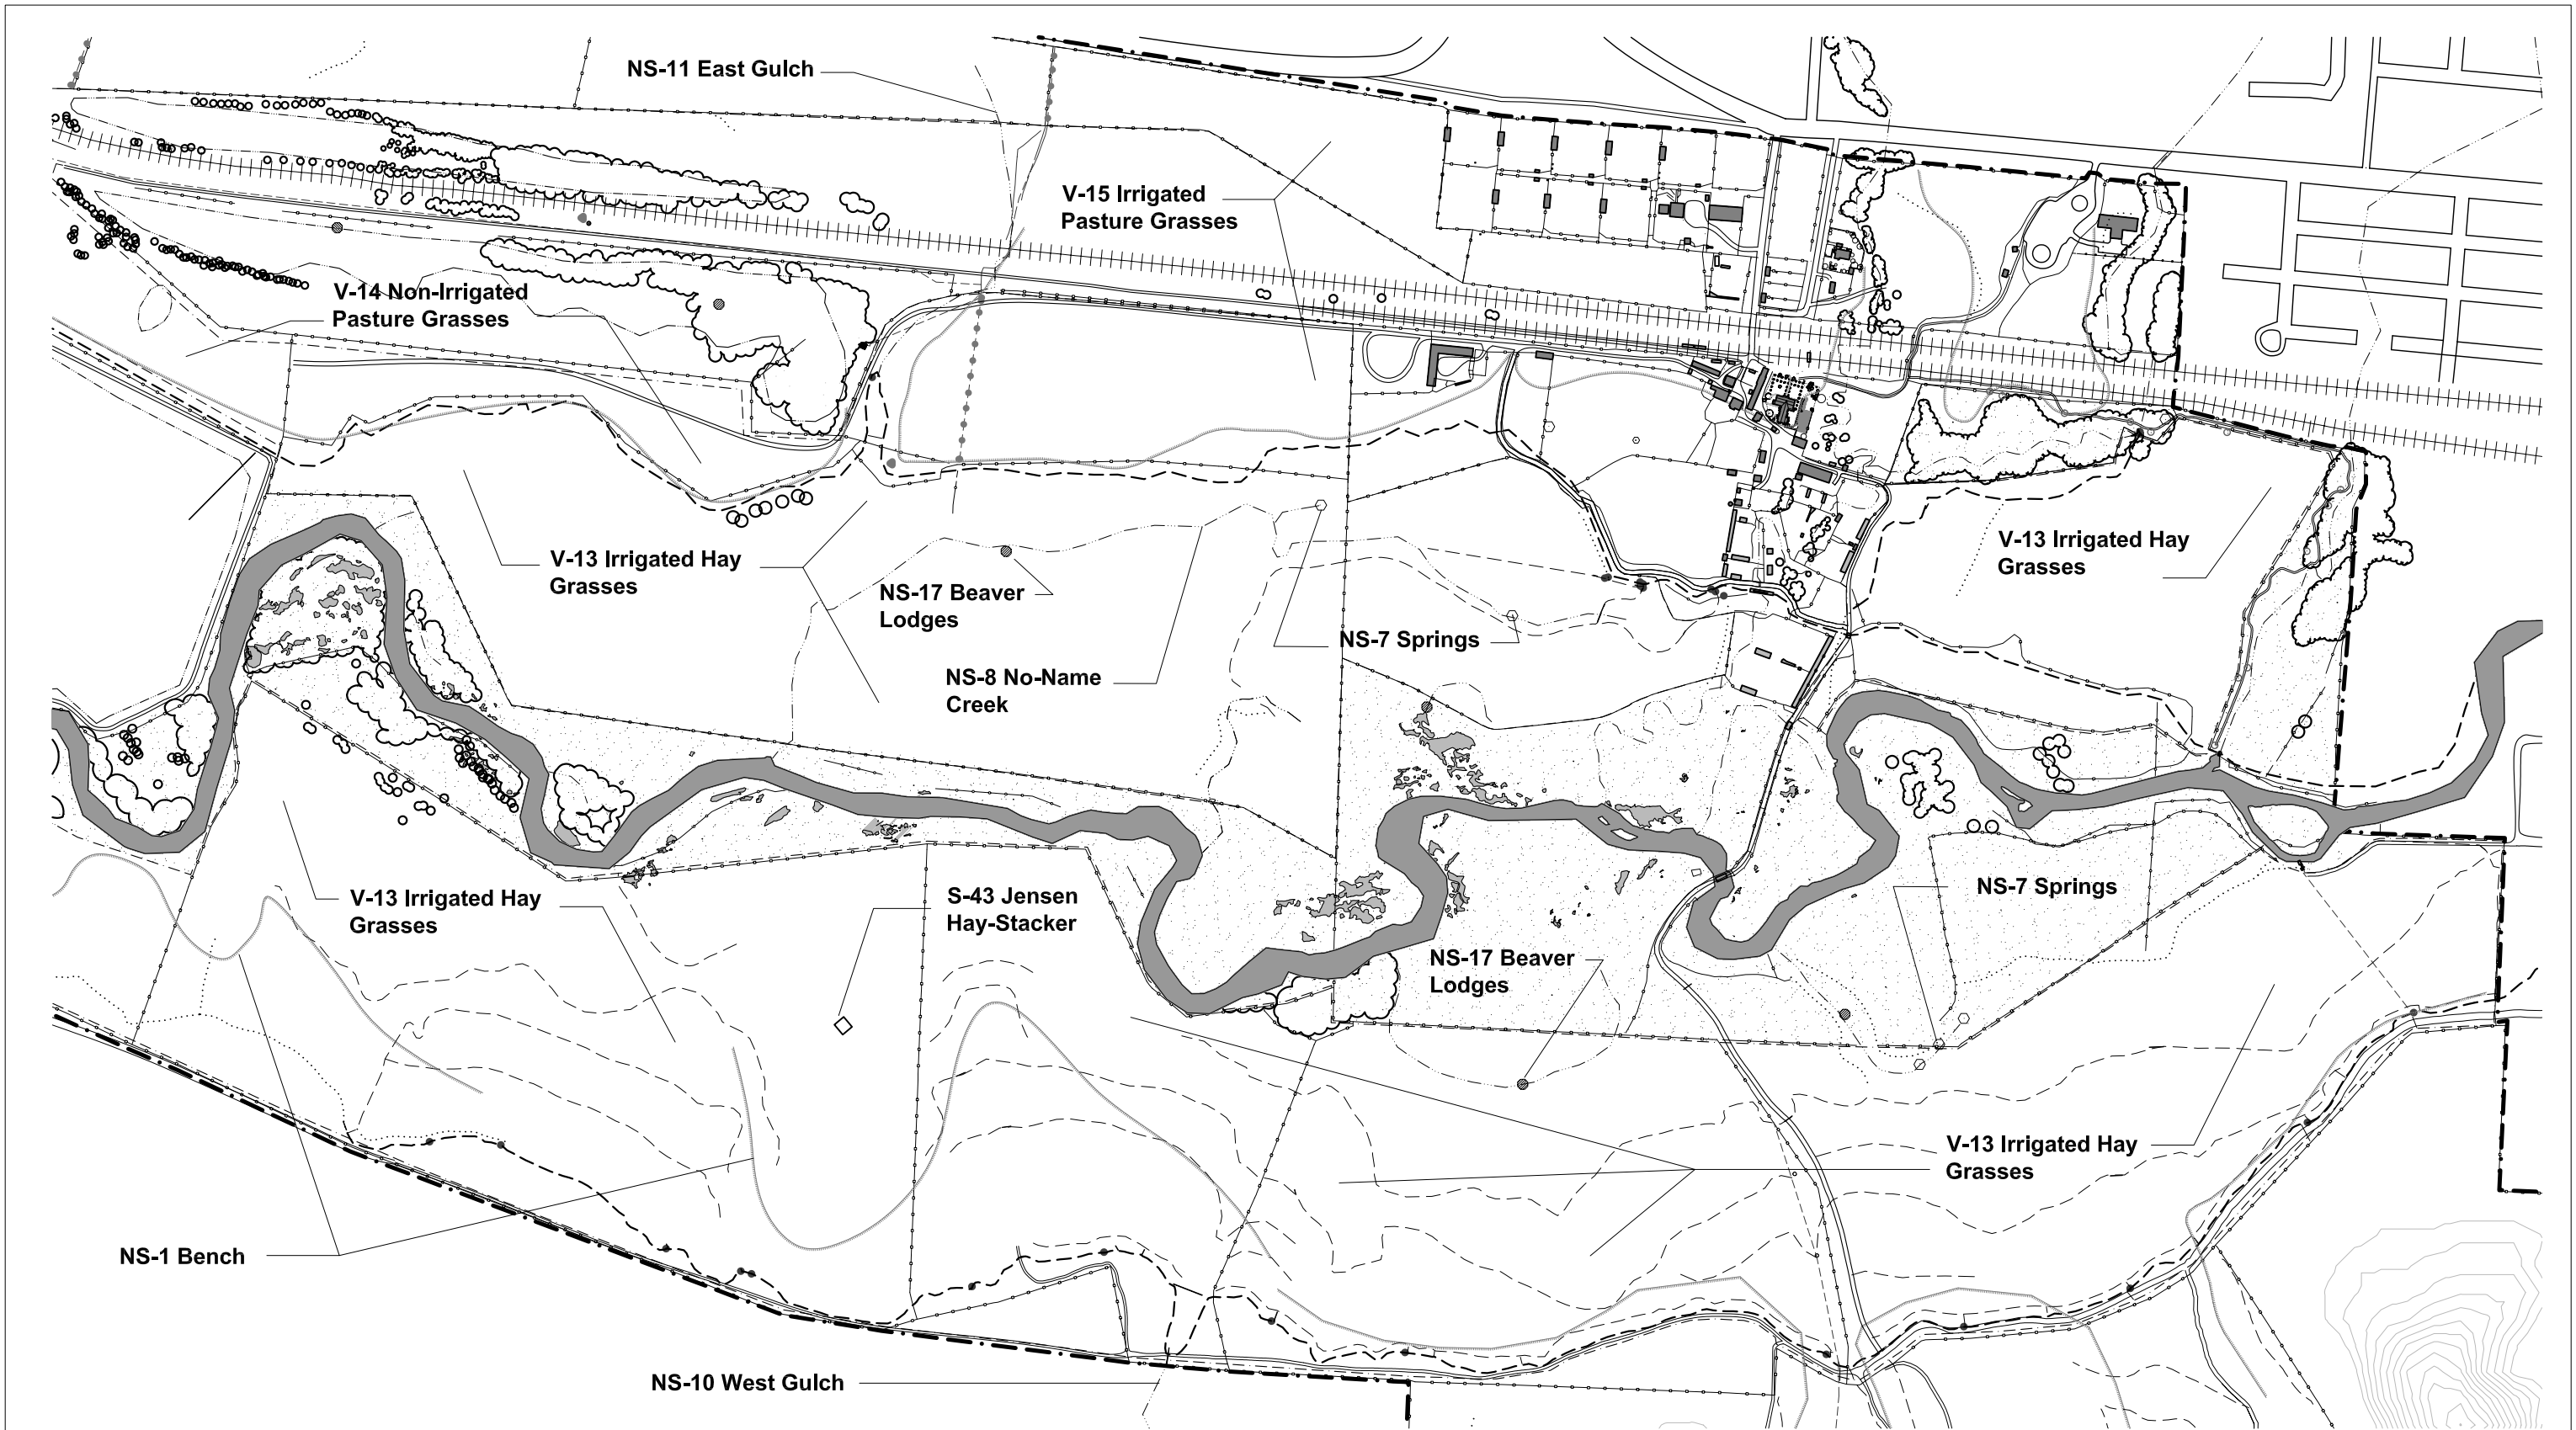 NS-11 East Gulch
V-15 Irrigated
Pasture Grasses
V-14 Non-Irrigated
Pasture Grasses
V-13 Irrigated Hay
Grasses
NS-17 Beaver
Lodges
NS-8 No-Name
Creek
NS-7 Springs
V-13 Irrigated Hay
Grasses
V-13 Irrigated Hay
Grasses
S-43 Jensen
Hay-Stacker
NS-17 Beaver
Lodges
NS-7 Springs
V-13 Irrigated Hay
Grasses
NS-1 Bench
NS-10 West Gulch